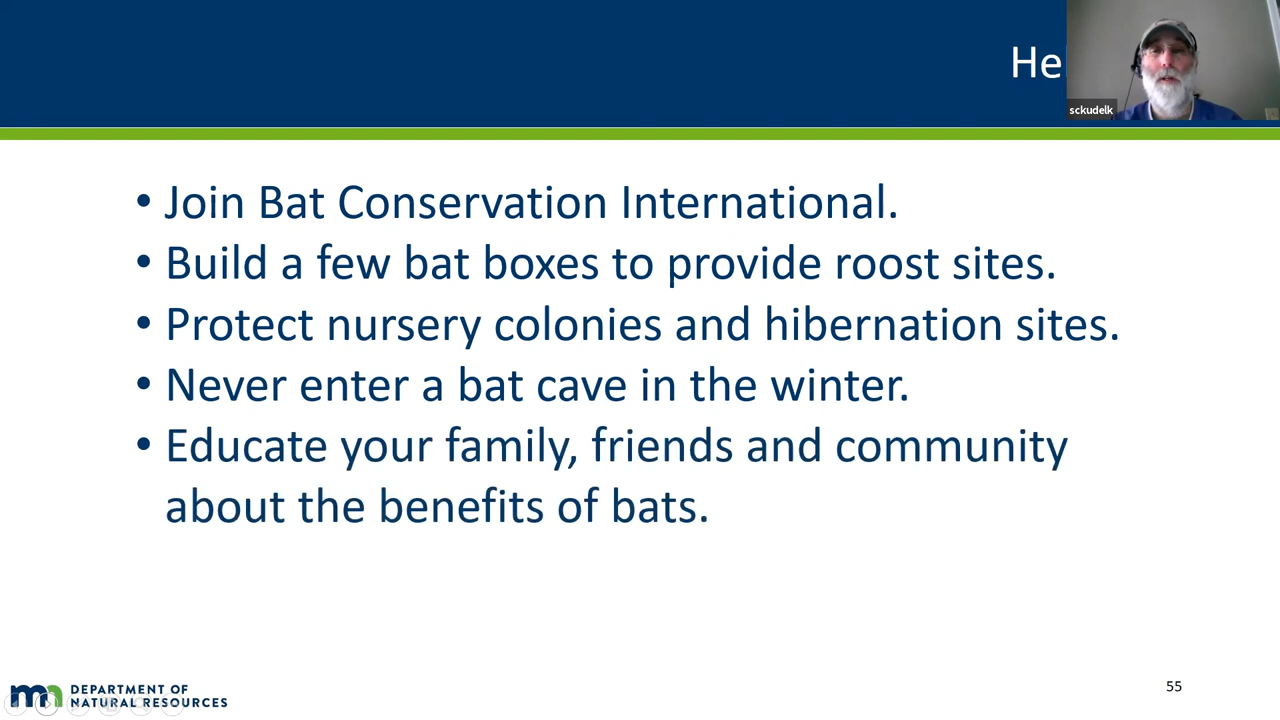 sckudelk
• Join Bat Conservation International.
• Build a few bat boxes to provide roost sites.
• Protect nursery colonies and hibernation sites.
• Never enter a bat cave in the winter.
• Educate your family, friends and community
about the benefits of bats.
mn DEPARTMENT OF
NATURAL RESOURCES
55